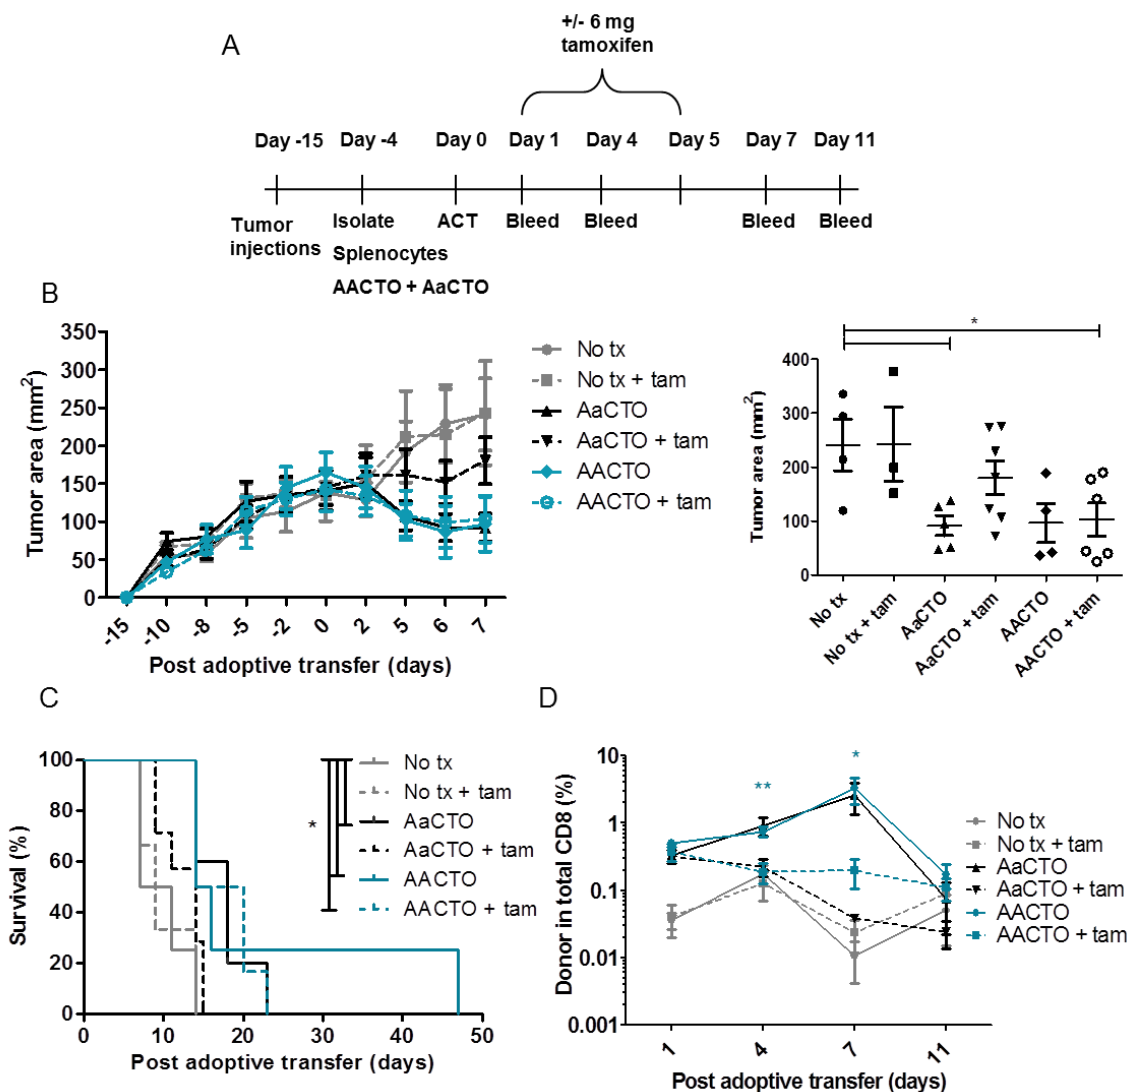 A
+/- 6 mg
tamoxifen
Day -15 Day -4 Day 0 Day 1 Day 4 Day 5 Day 7 Day 11
Tumor
injections
Isolate
Splenocytes
AACTO + AaCTO
ACT
Bleed
Bleed
Bleed
Bleed
B
Tumor area (mm²)
350
300
250
200
150
100
50
0
-15 -10 -8 -5 -2 0 2 5 6 7
Post adoptive transfer (days)
No tx
No tx + tam
AaCTO
AaCTO + tam
AACTO
AACTO + tam
*
Tumor area (mm²)
400
300
200
100
0
No tx
No tx + tam
AaCTO
AaCTO + tam
AACTO
AACTO + tam
C
Survival (%)
100
80
60
40
20
0
0 10 20 30 40 50
Post adoptive transfer (days)
*
No tx
No tx + tam
AaCTO
AaCTO + tam
AACTO
AACTO + tam
D
Donor in total CD8 (%)
10
1
0.1
0.01
0.001
** *
1 4 7 11
Post adoptive transfer (days)
No tx
No tx + tam
AaCTO
AaCTO + tam
AACTO
AACTO + tam